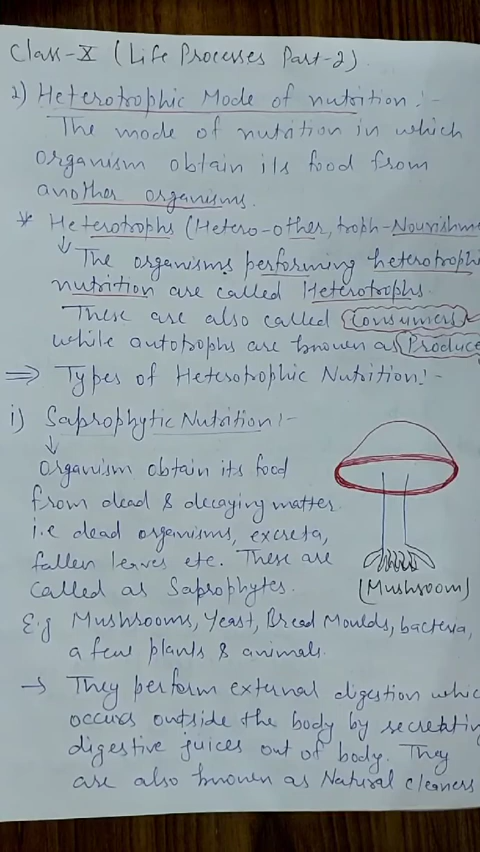 Class-X (Life Processes Part-2)
2) Heterotrophic Mode of nutrition:-
The mode of nutrition in which
organism obtain its food from
another organisms.
* Heterotrophs (Hetero-other, troph-Nourishme
↓ The organisms performing heterotrophi
nutrition are called Heterotrophs.
These are also called Consumers
while autotrophs are known as Produce
⇒ Types of Heterotrophic Nutrition:-
i) Saprophytic Nutrition:-
↓
organism obtain its food
from dead & decaying matter
i.e dead organisms, excreta,
fallen leaves etc. These are
called as Saprophytes.
(Mushroom)
E.g Mushrooms, Yeast, Bread Moulds, bacteria,
a few plants & animals.
→ They perform external digestion whic
occurs outside the body by secreatin
digestive juices out of body. They
are also known as Natural cleaners